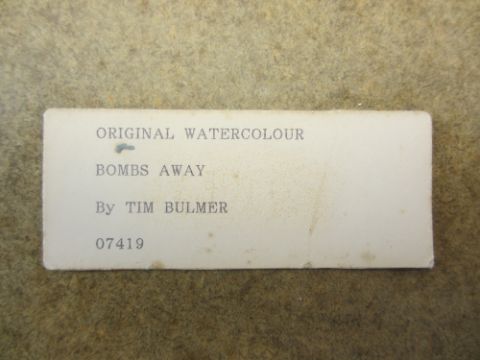 ORIGINAL WATERCOLOUR
BOMBS AWAY
By TIM BULMER
07419